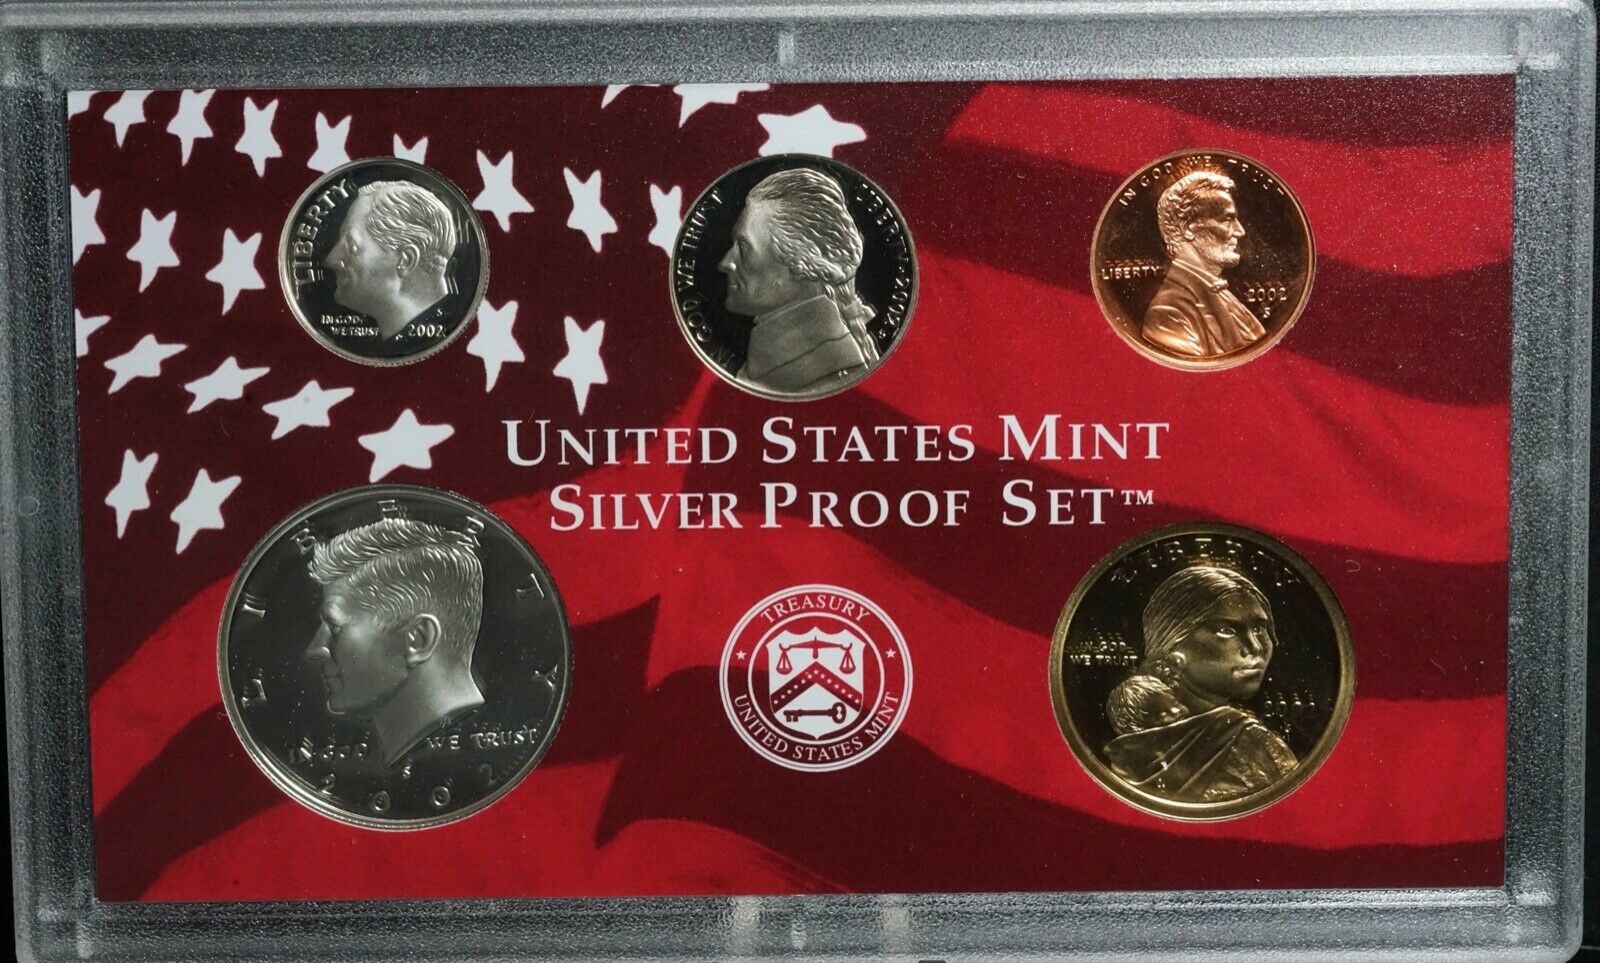 LIBERTY
IN GOD
WE TRUST
S
2002
IN GOD WE TRUST
LIBERTY
2002
S
IN GOD WE TRUST
LIBERTY
2002
S
UNITED STATES MINT
SILVER PROOF SET™
LIBERTY
IN GOD WE TRUST
S
2002
TREASURY
UNITED STATES MINT
LIBERTY
IN GOD
WE TRUST
2002